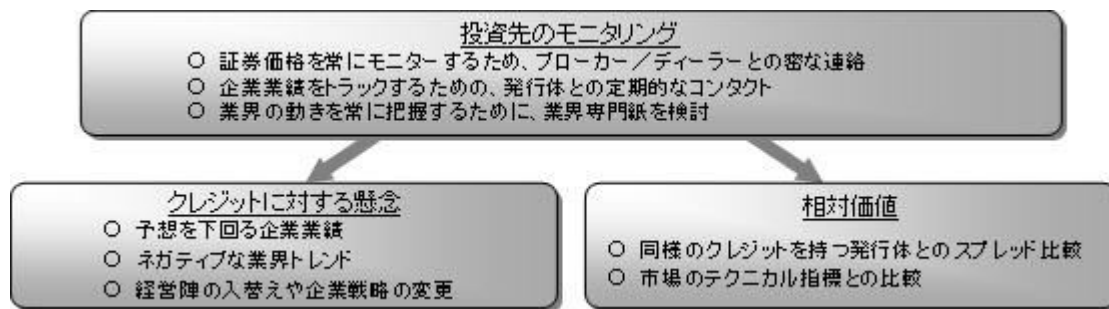 投資先のモニタリング
○ 証券価格を常にモニターするため、ブローカー／ディーラーとの密な連絡
○ 企業業績をトラックするための、発行体との定期的なコンタクト
○ 業界の動きを常に把握するために、業界専門紙を検討
クレジットに対する懸念
○ 予想を下回る企業業績
○ ネガティブな業界トレンド
○ 経営陣の入替えや企業戦略の変更
相対価値
○ 同様のクレジットを持つ発行体とのスプレッド比較
○ 市場のテクニカル指標との比較